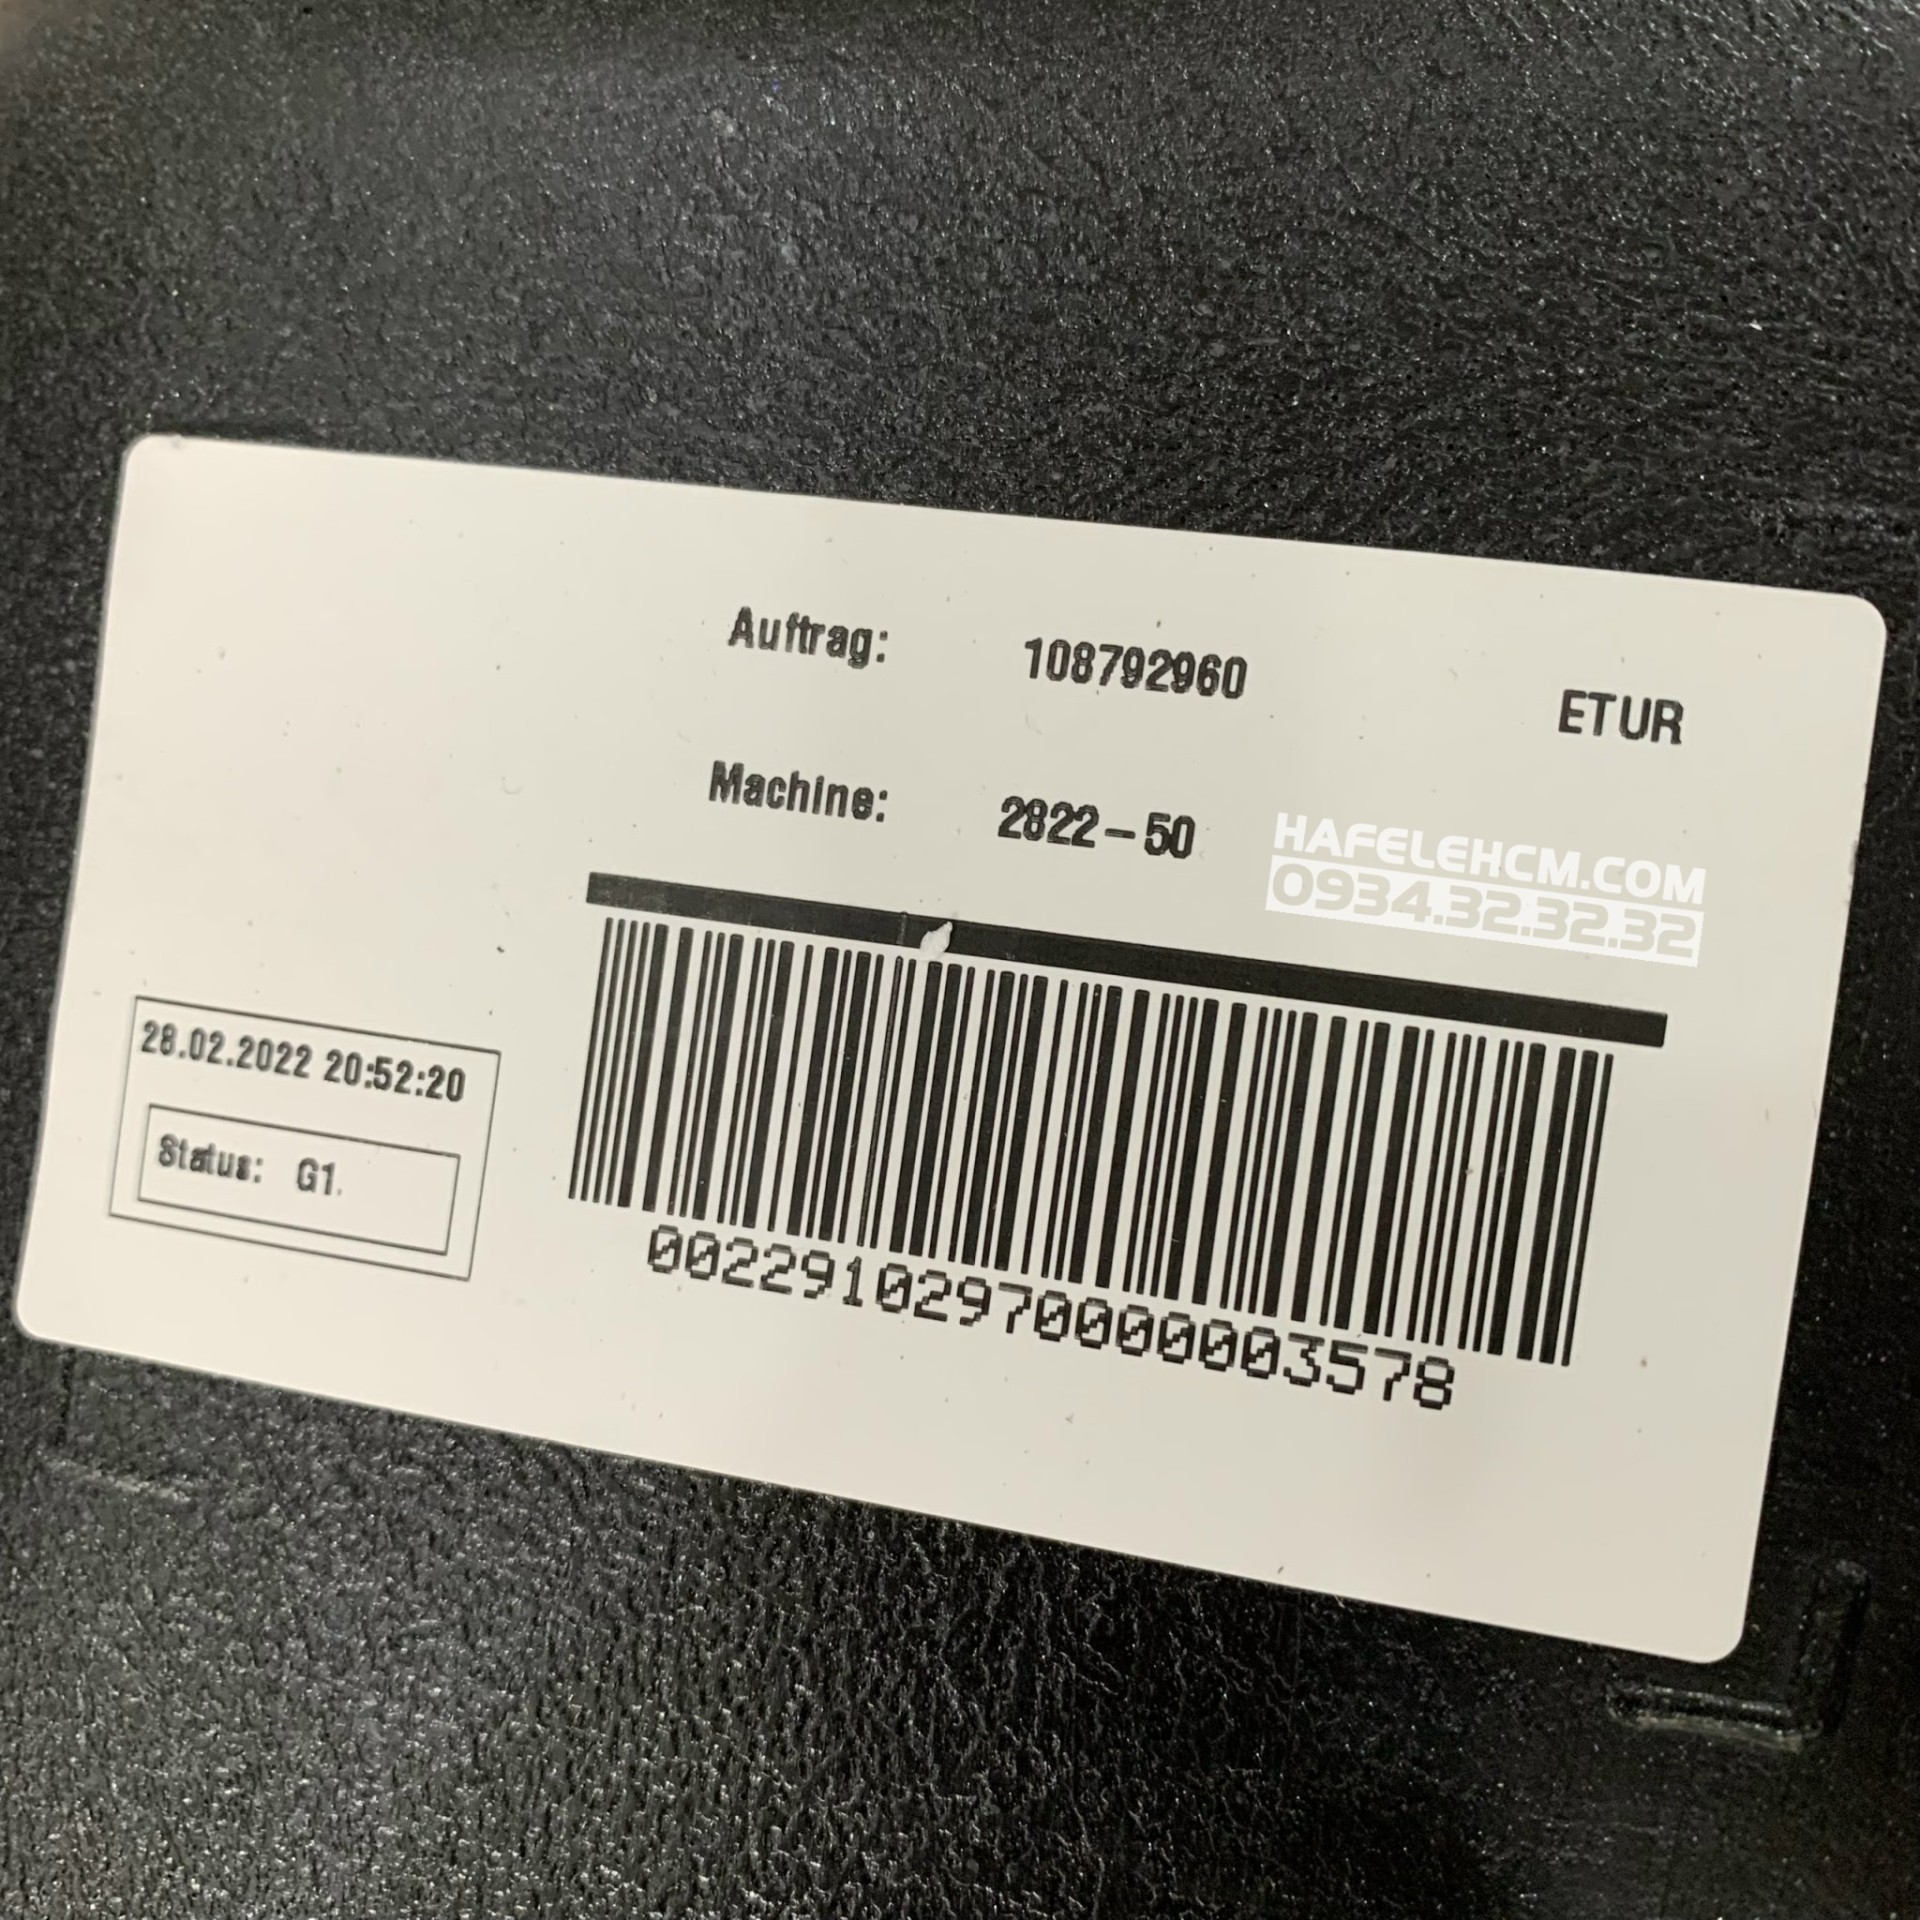 Auftrag: 108792960 ETUR
Machine: 2822-50
HAFELEHCM.COM
0934.32.32.32
28.02.2022 20:52:20
Status: G1.
00229102970000003578